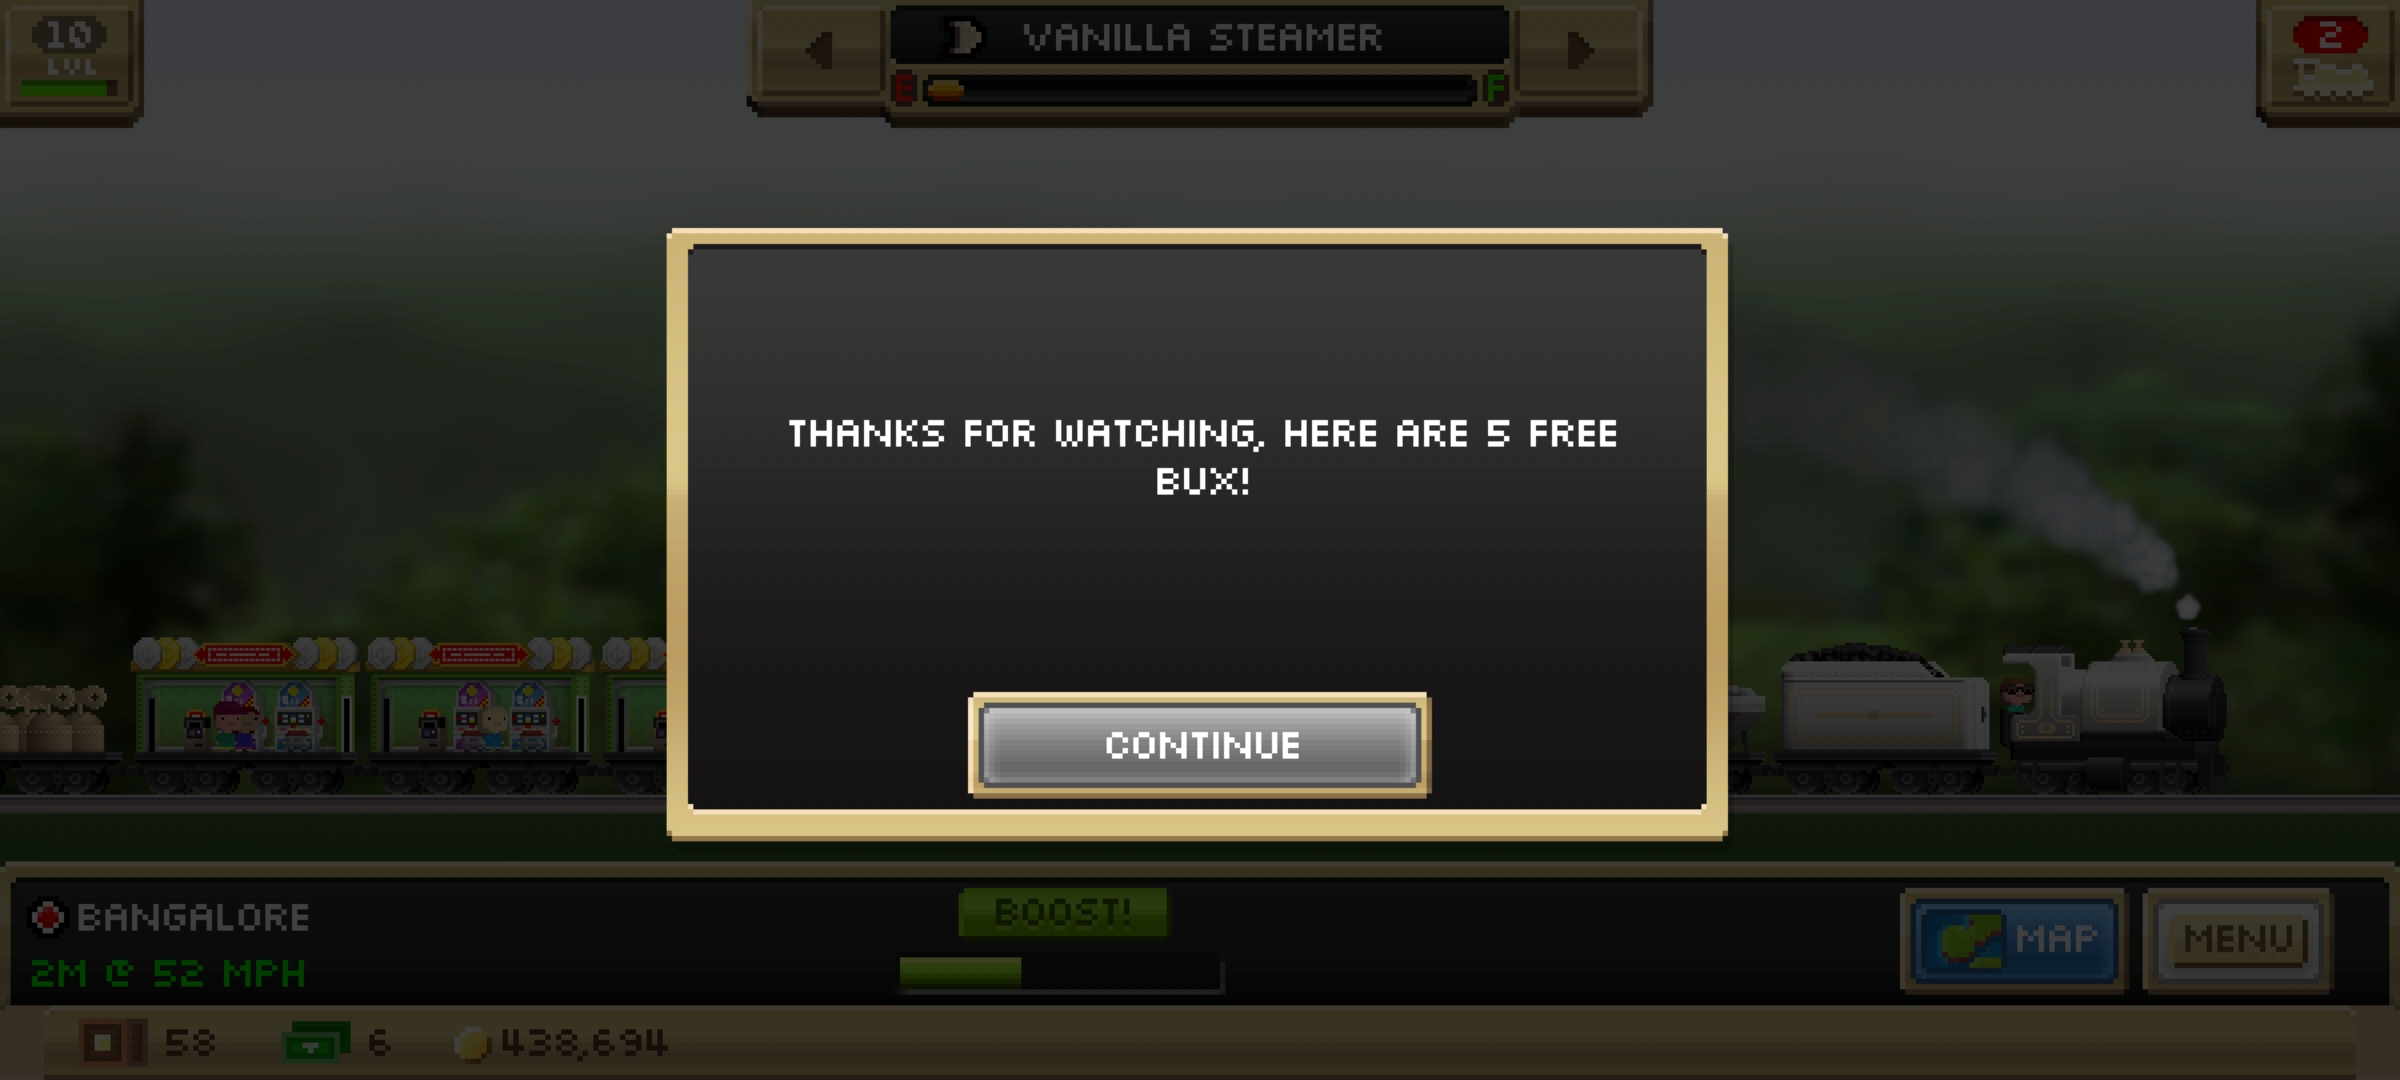 10
LVL
VANILLA STEAMER
E F
2
THANKS FOR WATCHING, HERE ARE 5 FREE
BUX!
CONTINUE
BANGALORE
2M @ 52 MPH
BOOST!
MAP
MENU
58 6 438,694